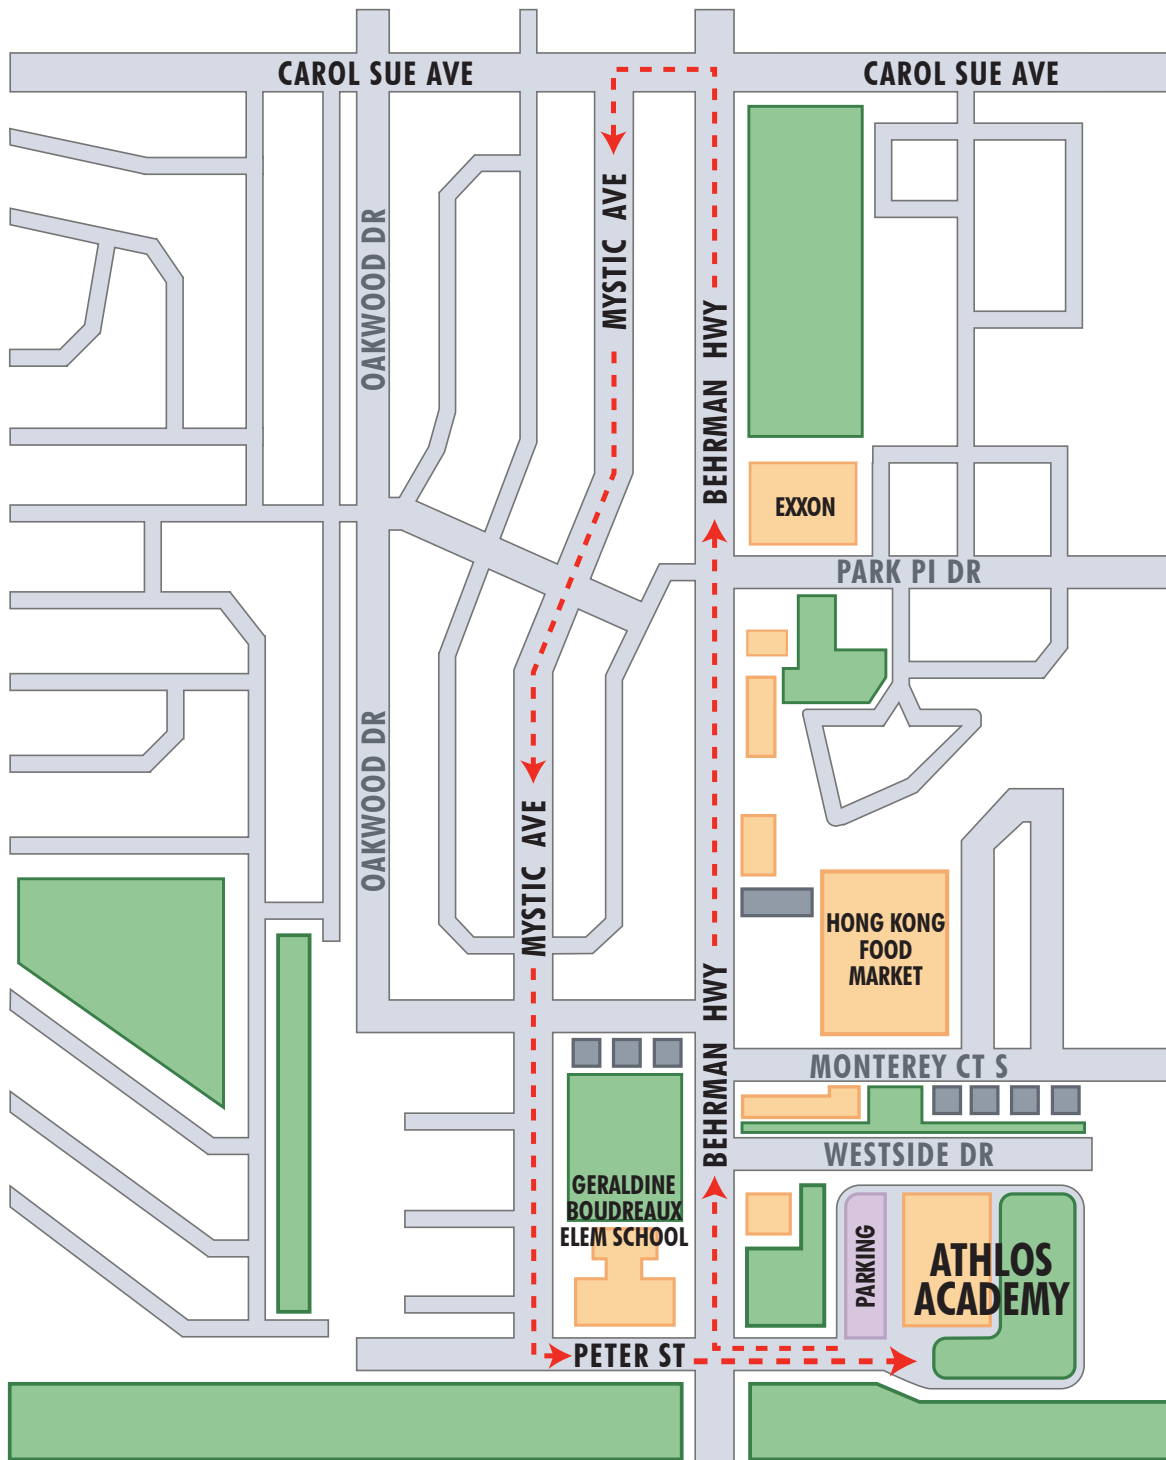 CAROL SUE AVE
CAROL SUE AVE
MYSTIC AVE
OAKWOOD DR
BEHRMAN HWY
EXXON
PARK PI DR
OAKWOOD DR
MYSTIC AVE
HONG KONG
FOOD
MARKET
BEHRMAN HWY
MONTEREY CT S
WESTSIDE DR
GERALDINE
BOUDREAUX
ELEM SCHOOL
PARKING
ATHLOS
ACADEMY
PETER ST